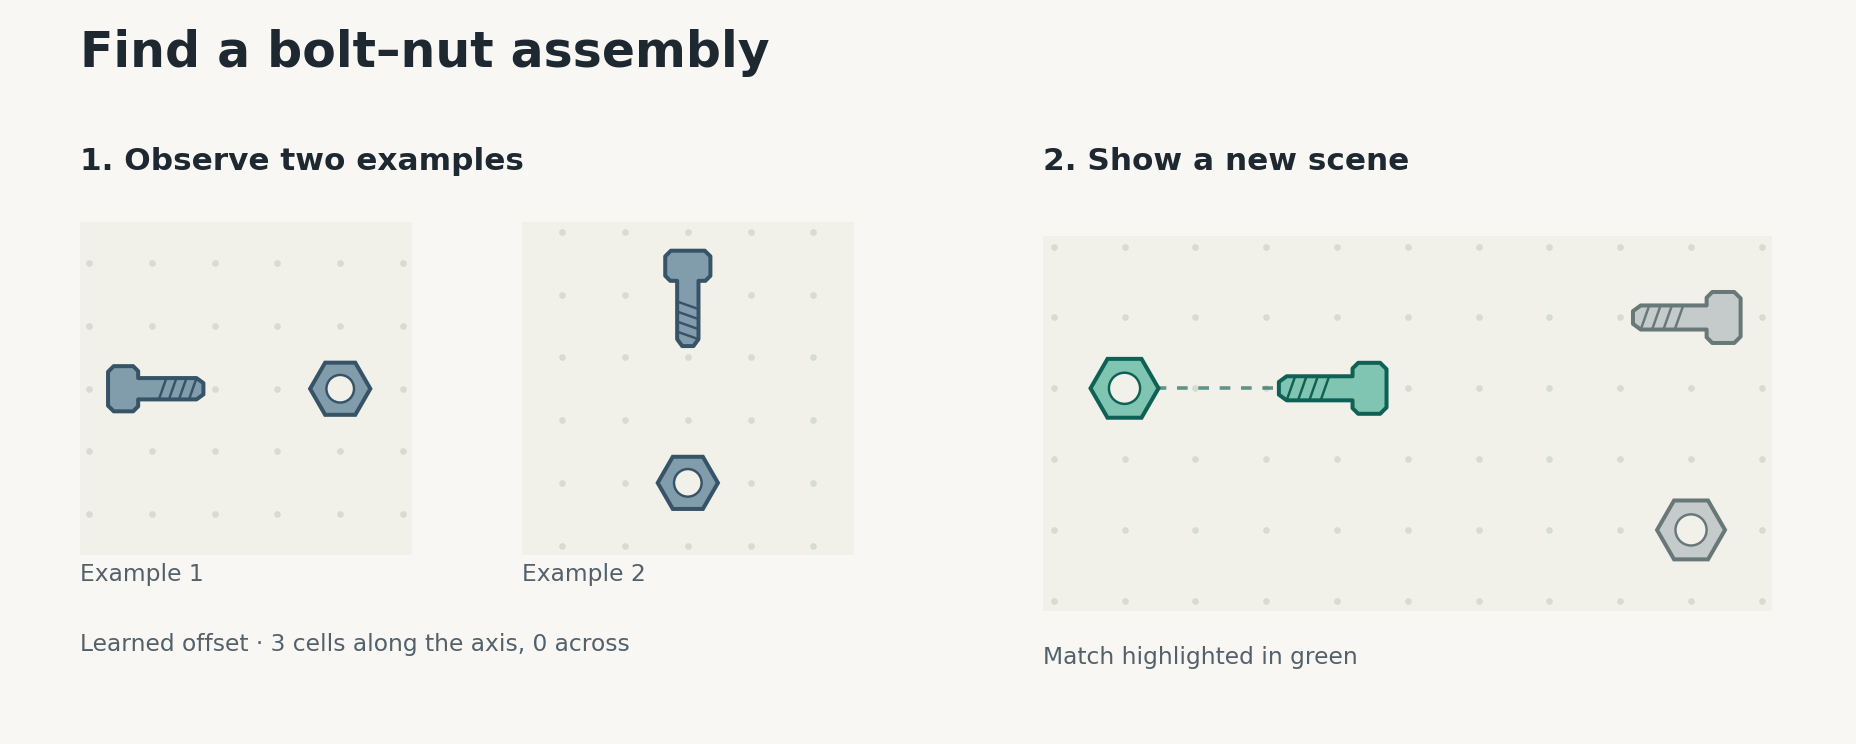 Find a bolt–nut assembly
1. Observe two examples
2. Show a new scene
Example 1
Example 2
Learned offset · 3 cells along the axis, 0 across
Match highlighted in green